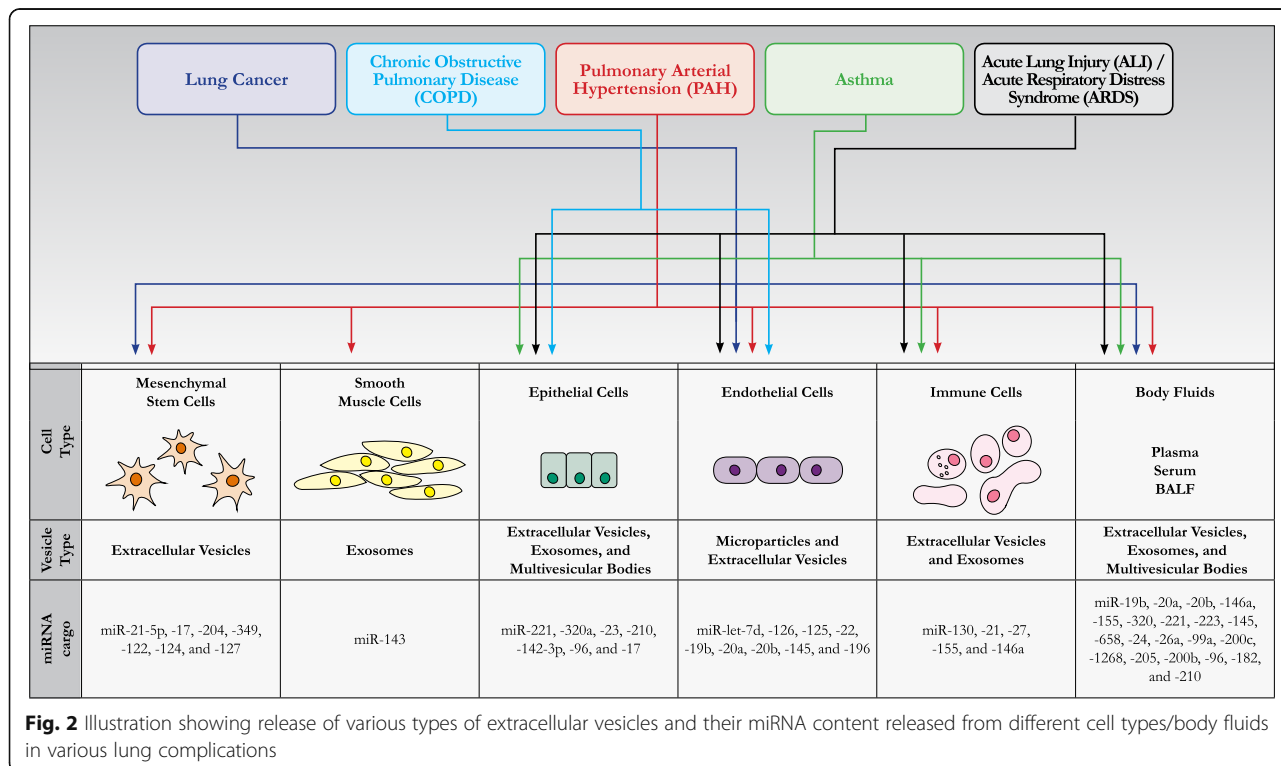 Lung Cancer
Chronic Obstructive
Pulmonary Disease
(COPD)
Pulmonary Arterial
Hypertension (PAH)
Asthma
Acute Lung Injury (ALI) /
Acute Respiratory Distress
Syndrome (ARDS)
Cell
Type
Mesenchymal
Stem Cells
Smooth
Muscle Cells
Epithelial Cells
Endothelial Cells
Immune Cells
Body Fluids
Plasma
Serum
BALF
Vesicle
Type
Extracellular Vesicles
Exosomes
Extracellular Vesicles,
Exosomes, and
Multivesicular Bodies
Microparticles and
Extracellular Vesicles
Extracellular Vesicles
and Exosomes
Extracellular Vesicles,
Exosomes, and
Multivesicular Bodies
miRNA
cargo
miR-21-5p, -17, -204, -349,
-122, -124, and -127
miR-143
miR-221, -320a, -23, -210,
-142-3p, -96, and -17
miR-let-7d, -126, -125, -22,
-19b, -20a, -20b, -145, and -196
miR-130, -21, -27,
-155, and -146a
miR-19b, -20a, -20b, -146a,
-155, -320, -221, -223, -145,
-658, -24, -26a, -99a, -200c,
-1268, -205, -200b, -96, -182,
and -210
Fig. 2 Illustration showing release of various types of extracellular vesicles and their miRNA content released from different cell types/body fluids
in various lung complications